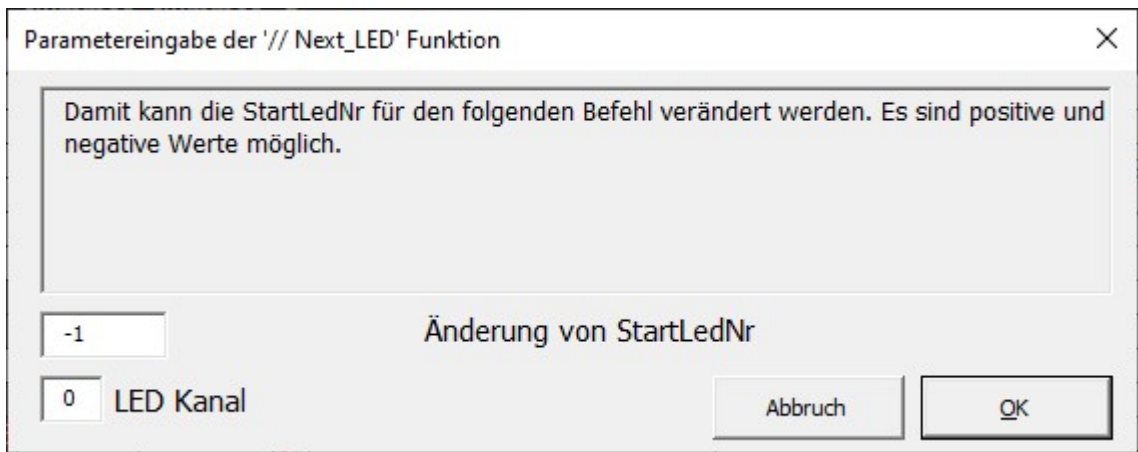 Parametereingabe der '// Next_LED' Funktion
Damit kann die StartLedNr für den folgenden Befehl verändert werden. Es sind positive und
negative Werte möglich.
-1 Änderung von StartLedNr
0 LED Kanal Abbruch OK